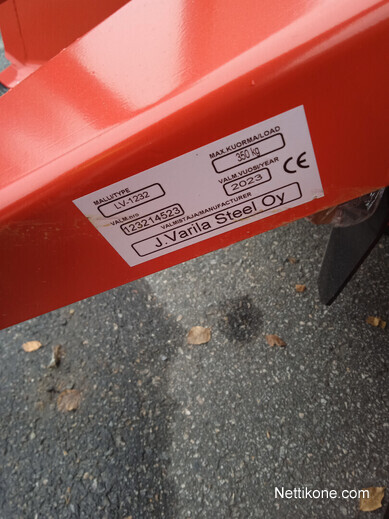 MALLI/TYPE
LV-1232
VALM.nro
123214523
MAX.KUORMA/LOAD
350 kg
VALM.VUOSI/YEAR
2023
CE
VALMISTAJA/MANUFACTURER
J.Varila Steel Oy
Nettikone.com